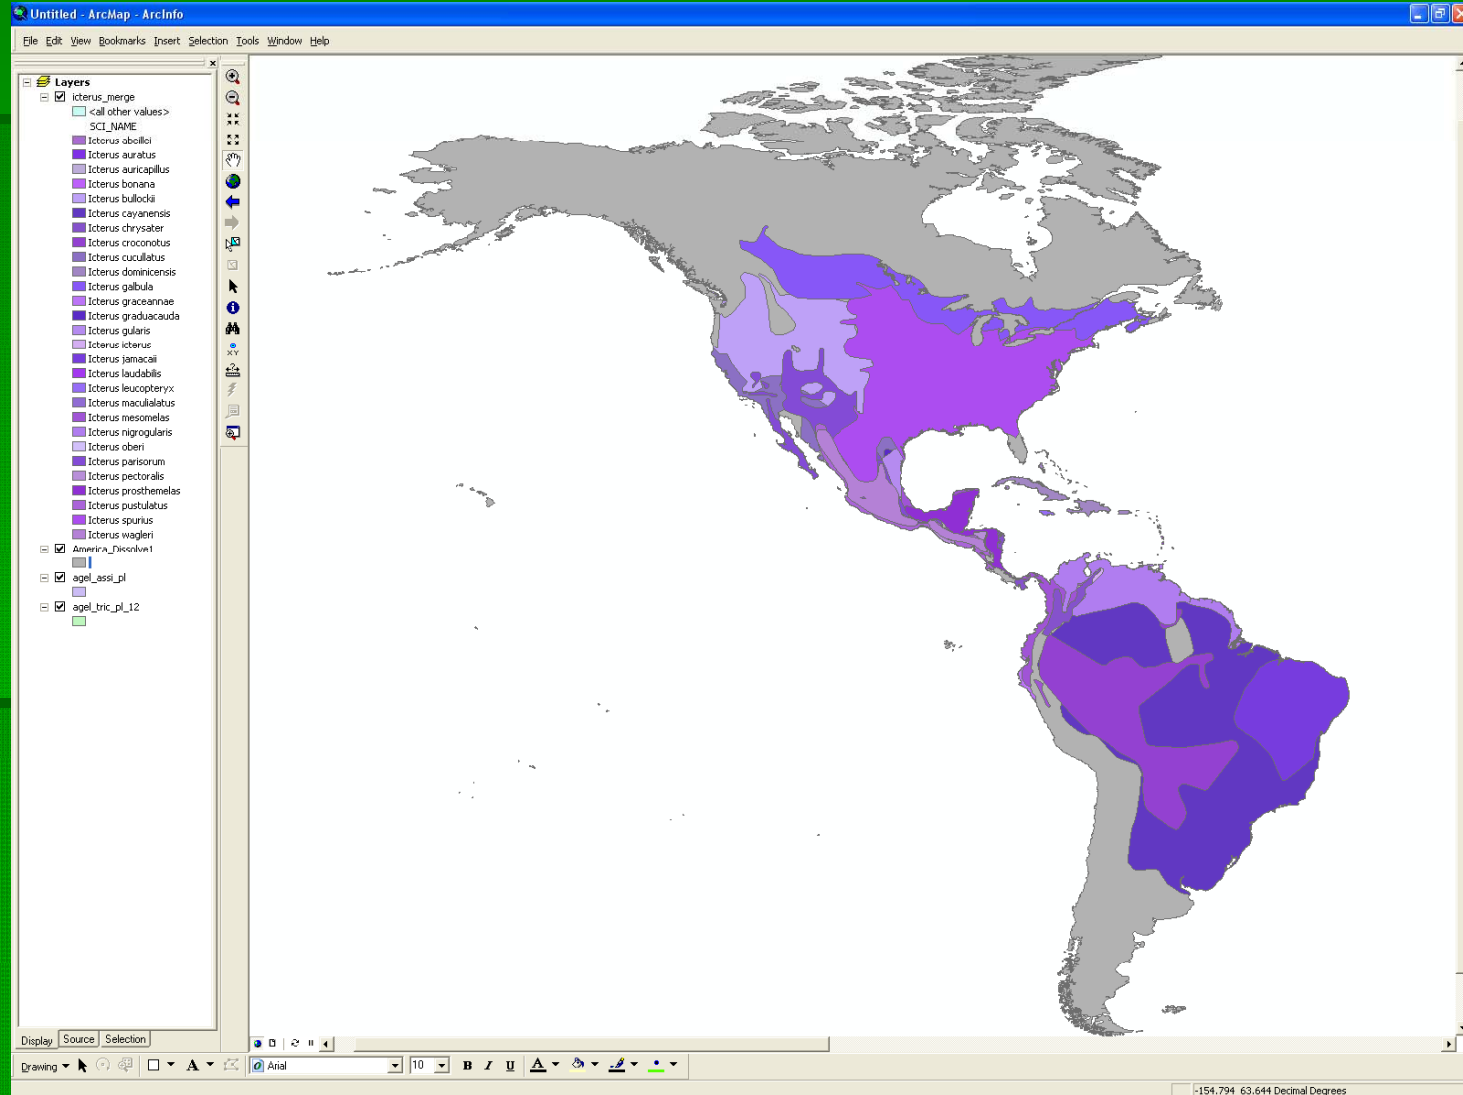 Untitled - ArcMap - ArcInfo
File Edit View Bookmarks Insert Selection Tools Window Help
Layers
icterus_merge
<all other values>
SCI_NAME
Icterus abeillei
Icterus auratus
Icterus auricapillus
Icterus bonana
Icterus bullockii
Icterus cayanensis
Icterus chrysater
Icterus croconotus
Icterus cucullatus
Icterus dominicensis
Icterus galbula
Icterus graceannae
Icterus graduacauda
Icterus gularis
Icterus icterus
Icterus jamacaii
Icterus laudabilis
Icterus leucopteryx
Icterus maculialatus
Icterus mesomelas
Icterus nigrogularis
Icterus oberi
Icterus parisorum
Icterus pectoralis
Icterus prosthemelas
Icterus pustulatus
Icterus spurius
Icterus wagleri
America_Dissolve1
agel_assi_pl
agel_tric_pl_12
XY
Display Source Selection
Drawing A Arial 10 B I U A
-154.794 63.644 Decimal Degrees